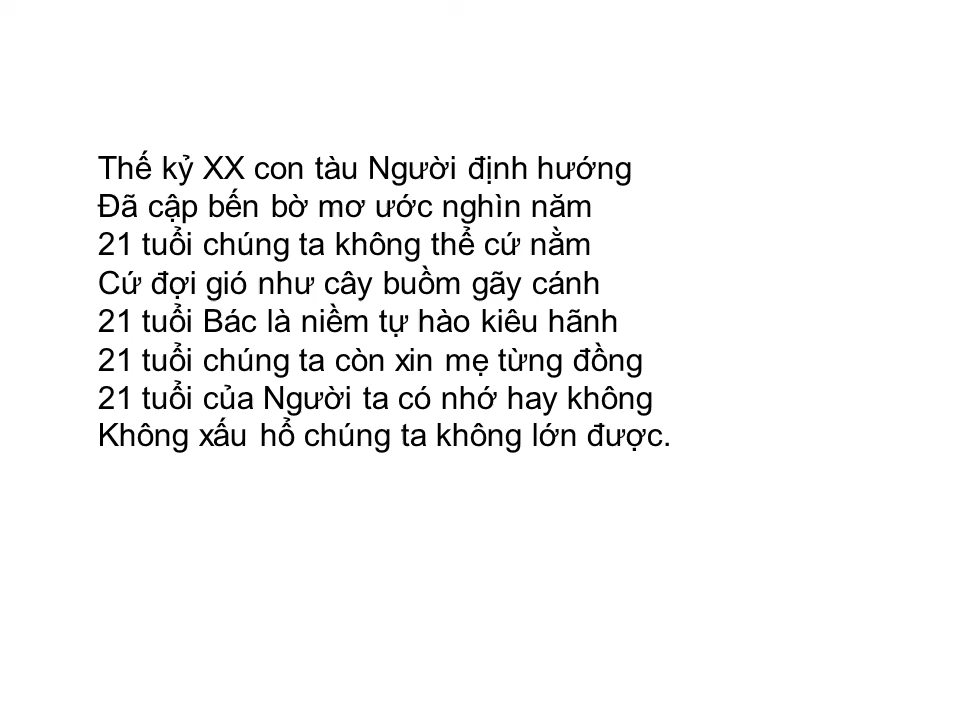 Thế kỷ XX con tàu Người định hướng
Đã cập bến bờ mơ ước nghìn năm
21 tuổi chúng ta không thể cứ nằm
Cứ đợi gió như cây buồm gãy cánh
21 tuổi Bác là niềm tự hào kiêu hãnh
21 tuổi chúng ta còn xin mẹ từng đồng
21 tuổi của Người ta có nhớ hay không
Không xấu hổ chúng ta không lớn được.